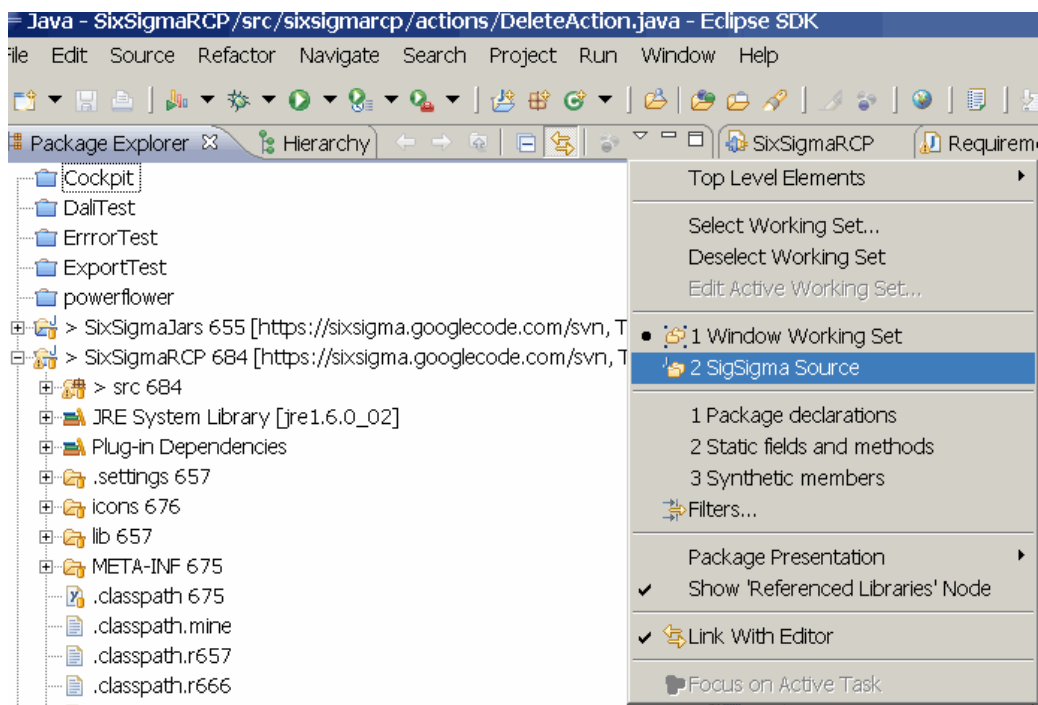 Java - SixSigmaRCP/src/sixsigmarcp/actions/DeleteAction.java - Eclipse SDK
File Edit Source Refactor Navigate Search Project Run Window Help
Package Explorer Hierarchy SixSigmaRCP Requirem
Cockpit
DaliTest
ErrrorTest
ExportTest
powerflower
> SixSigmaJars 655 [https://sixsigma.googlecode.com/svn, T
> SixSigmaRCP 684 [https://sixsigma.googlecode.com/svn, T
> src 684
JRE System Library [jre1.6.0_02]
Plug-in Dependencies
.settings 657
icons 676
lib 657
META-INF 675
.classpath 675
.classpath.mine
.classpath.r657
.classpath.r666
Top Level Elements
Select Working Set...
Deselect Working Set
Edit Active Working Set...
1 Window Working Set
2 SigSigma Source
1 Package declarations
2 Static fields and methods
3 Synthetic members
Filters...
Package Presentation
Show 'Referenced Libraries' Node
Link With Editor
Focus on Active Task